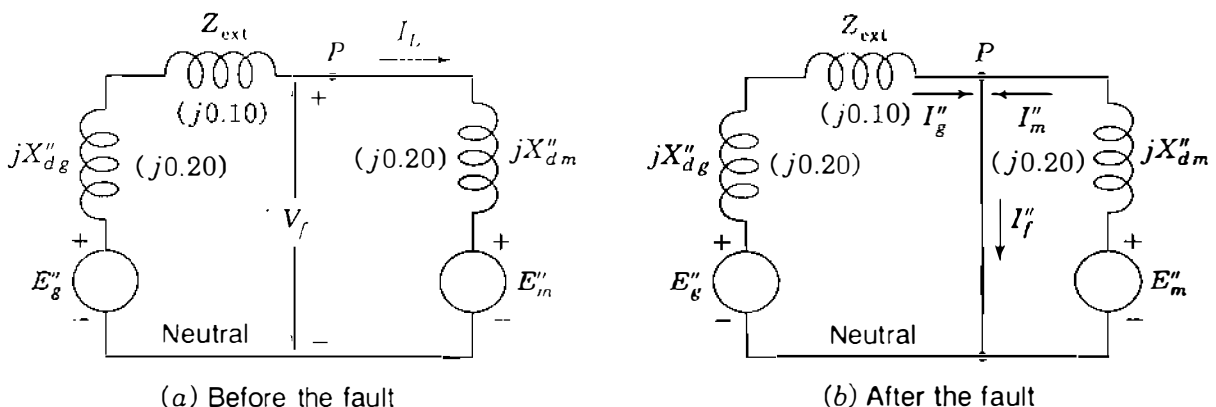 Z_ext
P
I_L
(j0.10)
+
jX''_dg
(j0.20)
(j0.20)
jX''_dm
V_f
+
+
E''_g
E''_m
−
−
−
Neutral
(a) Before the fault
Z_ext
P
(j0.10)
I''_g
I''_m
jX''_dg
(j0.20)
(j0.20)
jX''_dm
I''_f
+
+
E''_g
E''_m
−
−
Neutral
(b) After the fault